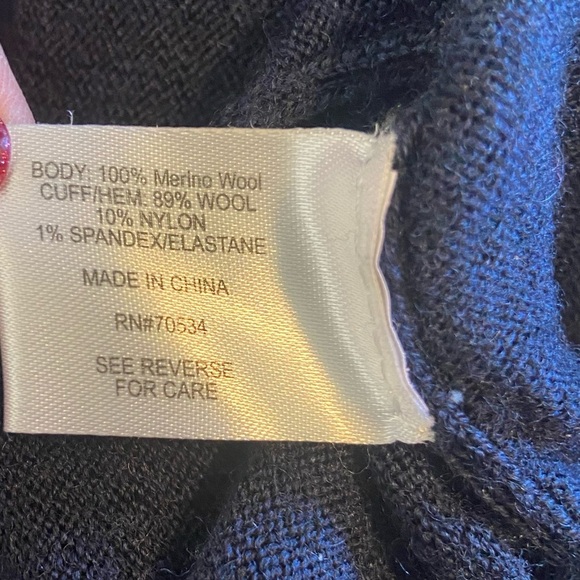 BODY: 100% Merino Wool
CUFF/HEM: 89% WOOL
10% NYLON
1% SPANDEX/ELASTANE
MADE IN CHINA
RN#70534
SEE REVERSE
FOR CARE